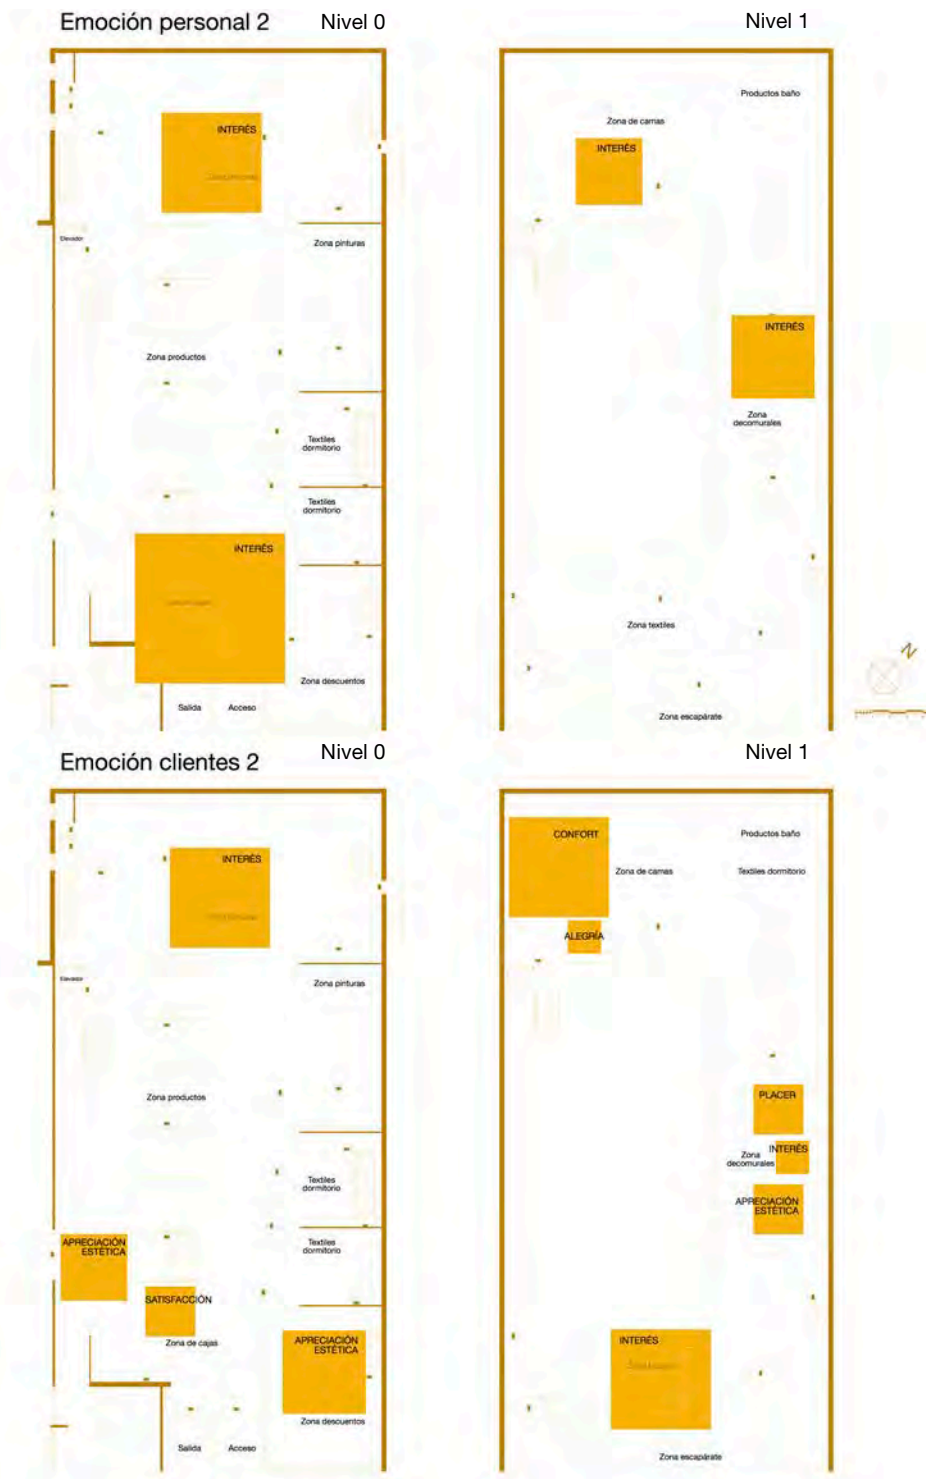 Emoción personal 2
Nivel 0
Nivel 1
INTERÉS
Elevador
Zona pinturas
Zona productos
Textiles
dormitorio
Textiles
dormitorio
INTERÉS
Zona descuentos
Salida
Acceso
Productos baño
Zona de camas
INTERÉS
INTERÉS
Zona
decomurales
Zona textiles
Zona escapárate
N
Emoción clientes 2
Nivel 0
Nivel 1
INTERÉS
Elevador
Zona pinturas
Zona productos
Textiles
dormitorio
Textiles
dormitorio
APRECIACIÓN
ESTÉTICA
SATISFACCIÓN
Zona de cajas
APRECIACIÓN
ESTÉTICA
Zona descuentos
Salida
Acceso
CONFORT
Productos baño
Zona de camas
Textiles dormitorio
ALEGRÍA
PLACER
INTERÉS
Zona
decomurales
APRECIACIÓN
ESTÉTICA
INTERÉS
Zona escapárate